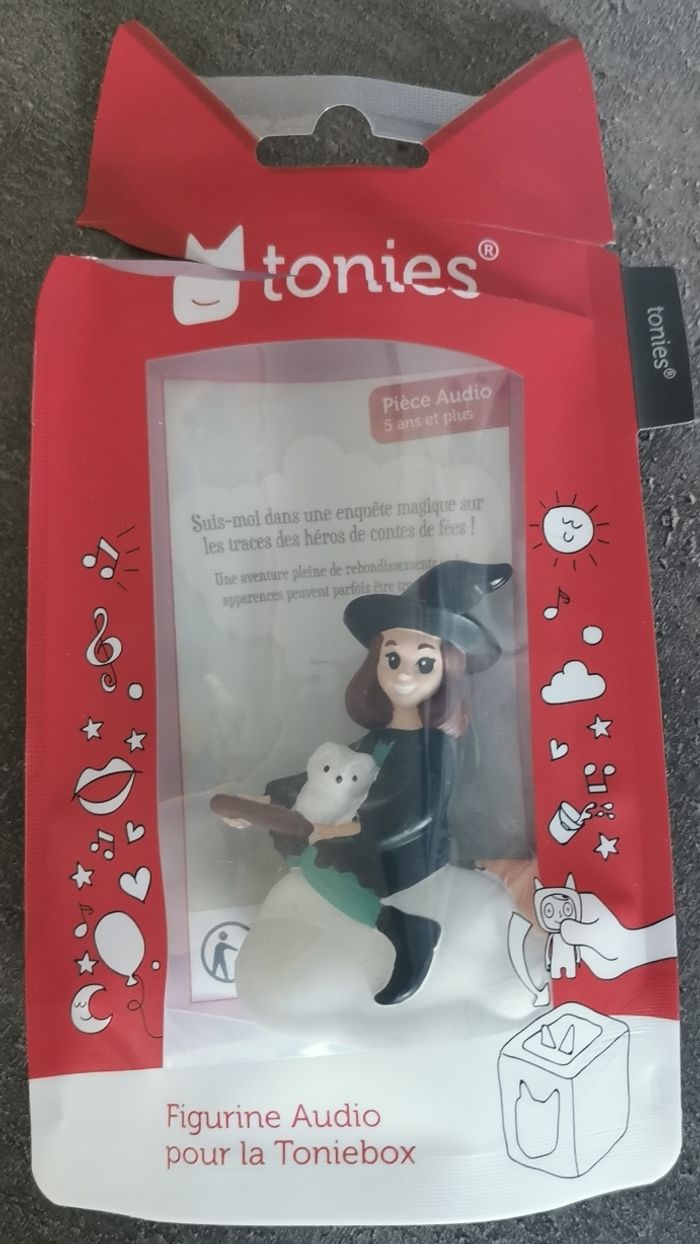 tonies®
tonies®
Pièce Audio
5 ans et plus
Suis-moi dans une enquête magique sur
les traces des héros de contes de fées !
Une aventure pleine de rebondissements
apparences peuvent parfois être
Figurine Audio
pour la Toniebox